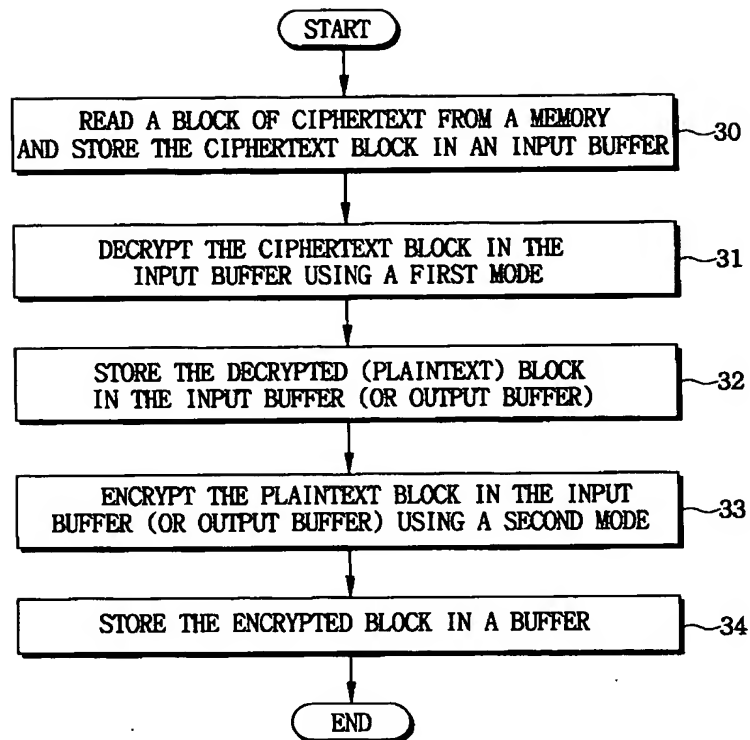 START
READ A BLOCK OF CIPHERTEXT FROM A MEMORY
AND STORE THE CIPHERTEXT BLOCK IN AN INPUT BUFFER
30
DECRYPT THE CIPHERTEXT BLOCK IN THE
INPUT BUFFER USING A FIRST MODE
31
STORE THE DECRYPTED (PLAINTEXT) BLOCK
IN THE INPUT BUFFER (OR OUTPUT BUFFER)
32
ENCRYPT THE PLAINTEXT BLOCK IN THE INPUT
BUFFER (OR OUTPUT BUFFER) USING A SECOND MODE
33
STORE THE ENCRYPTED BLOCK IN A BUFFER
34
END